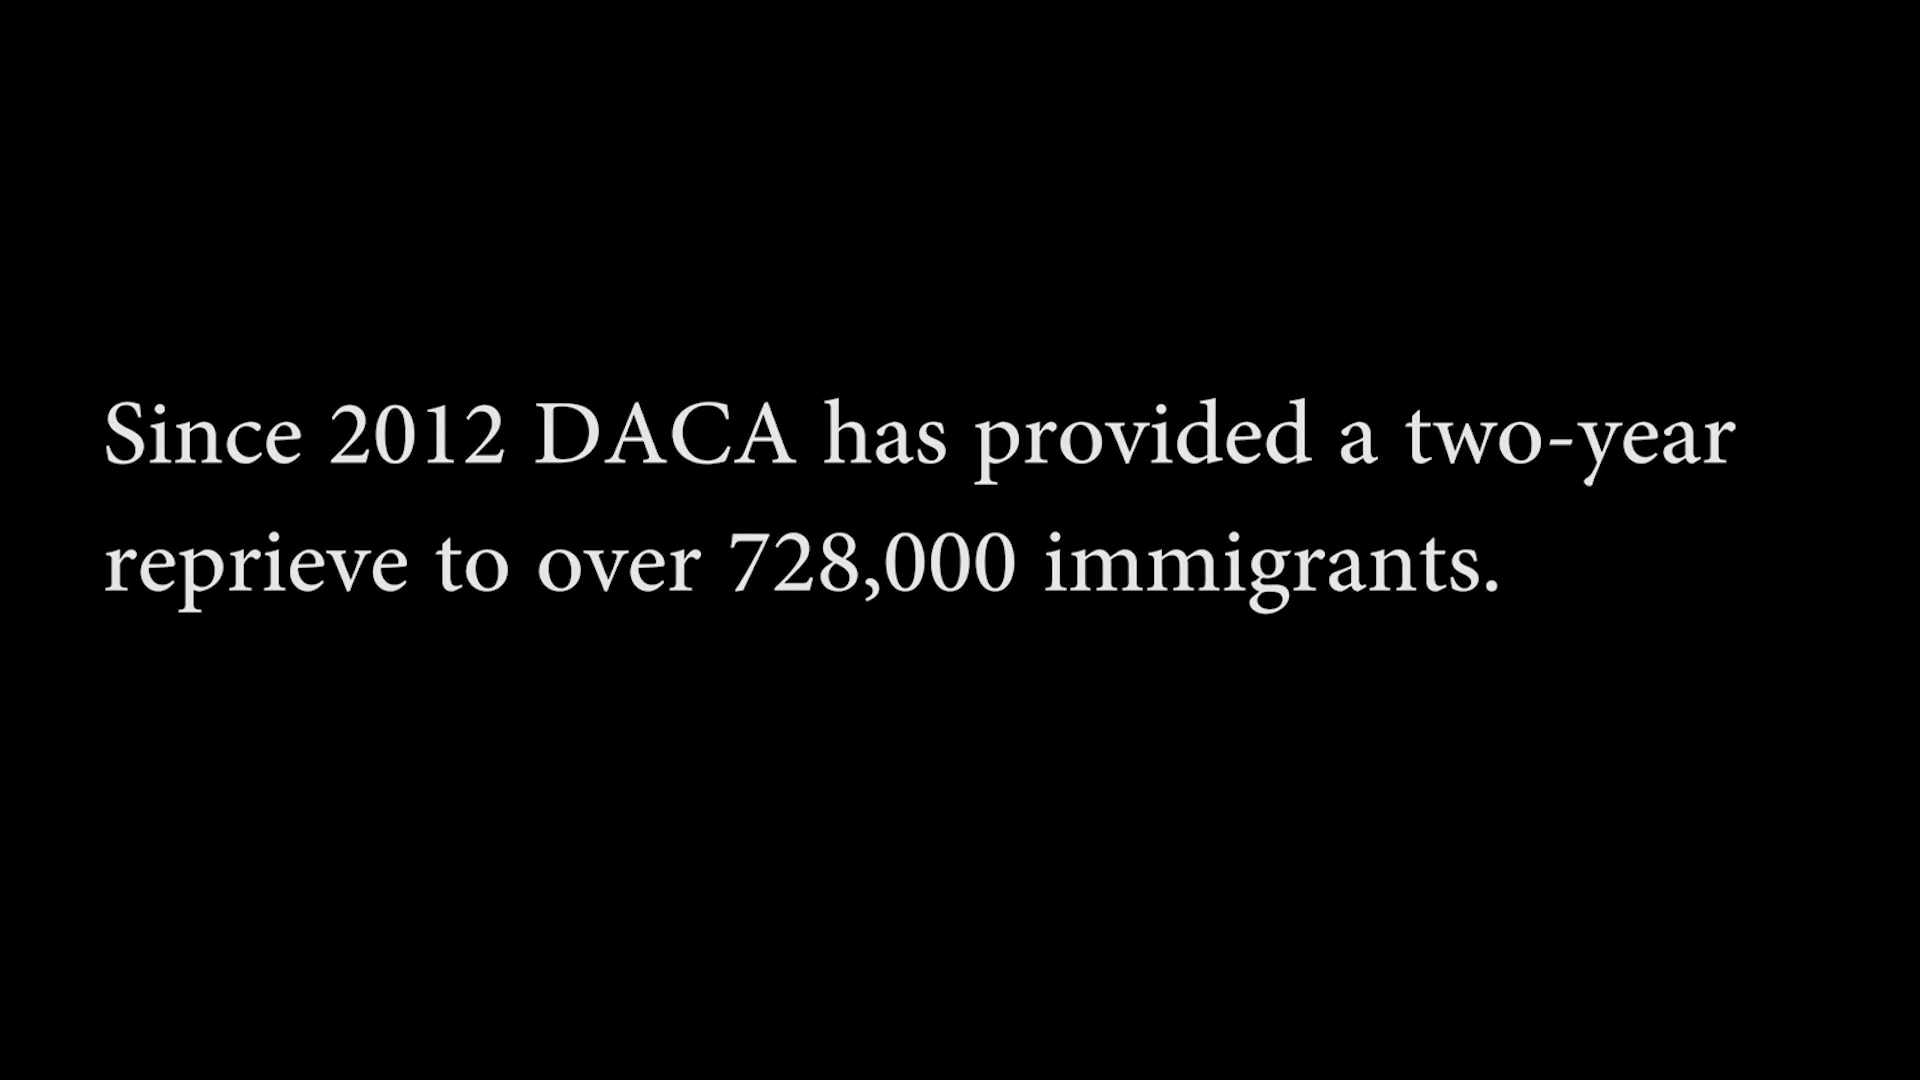 Since 2012 DACA has provided a two-year
reprieve to over 728,000 immigrants.